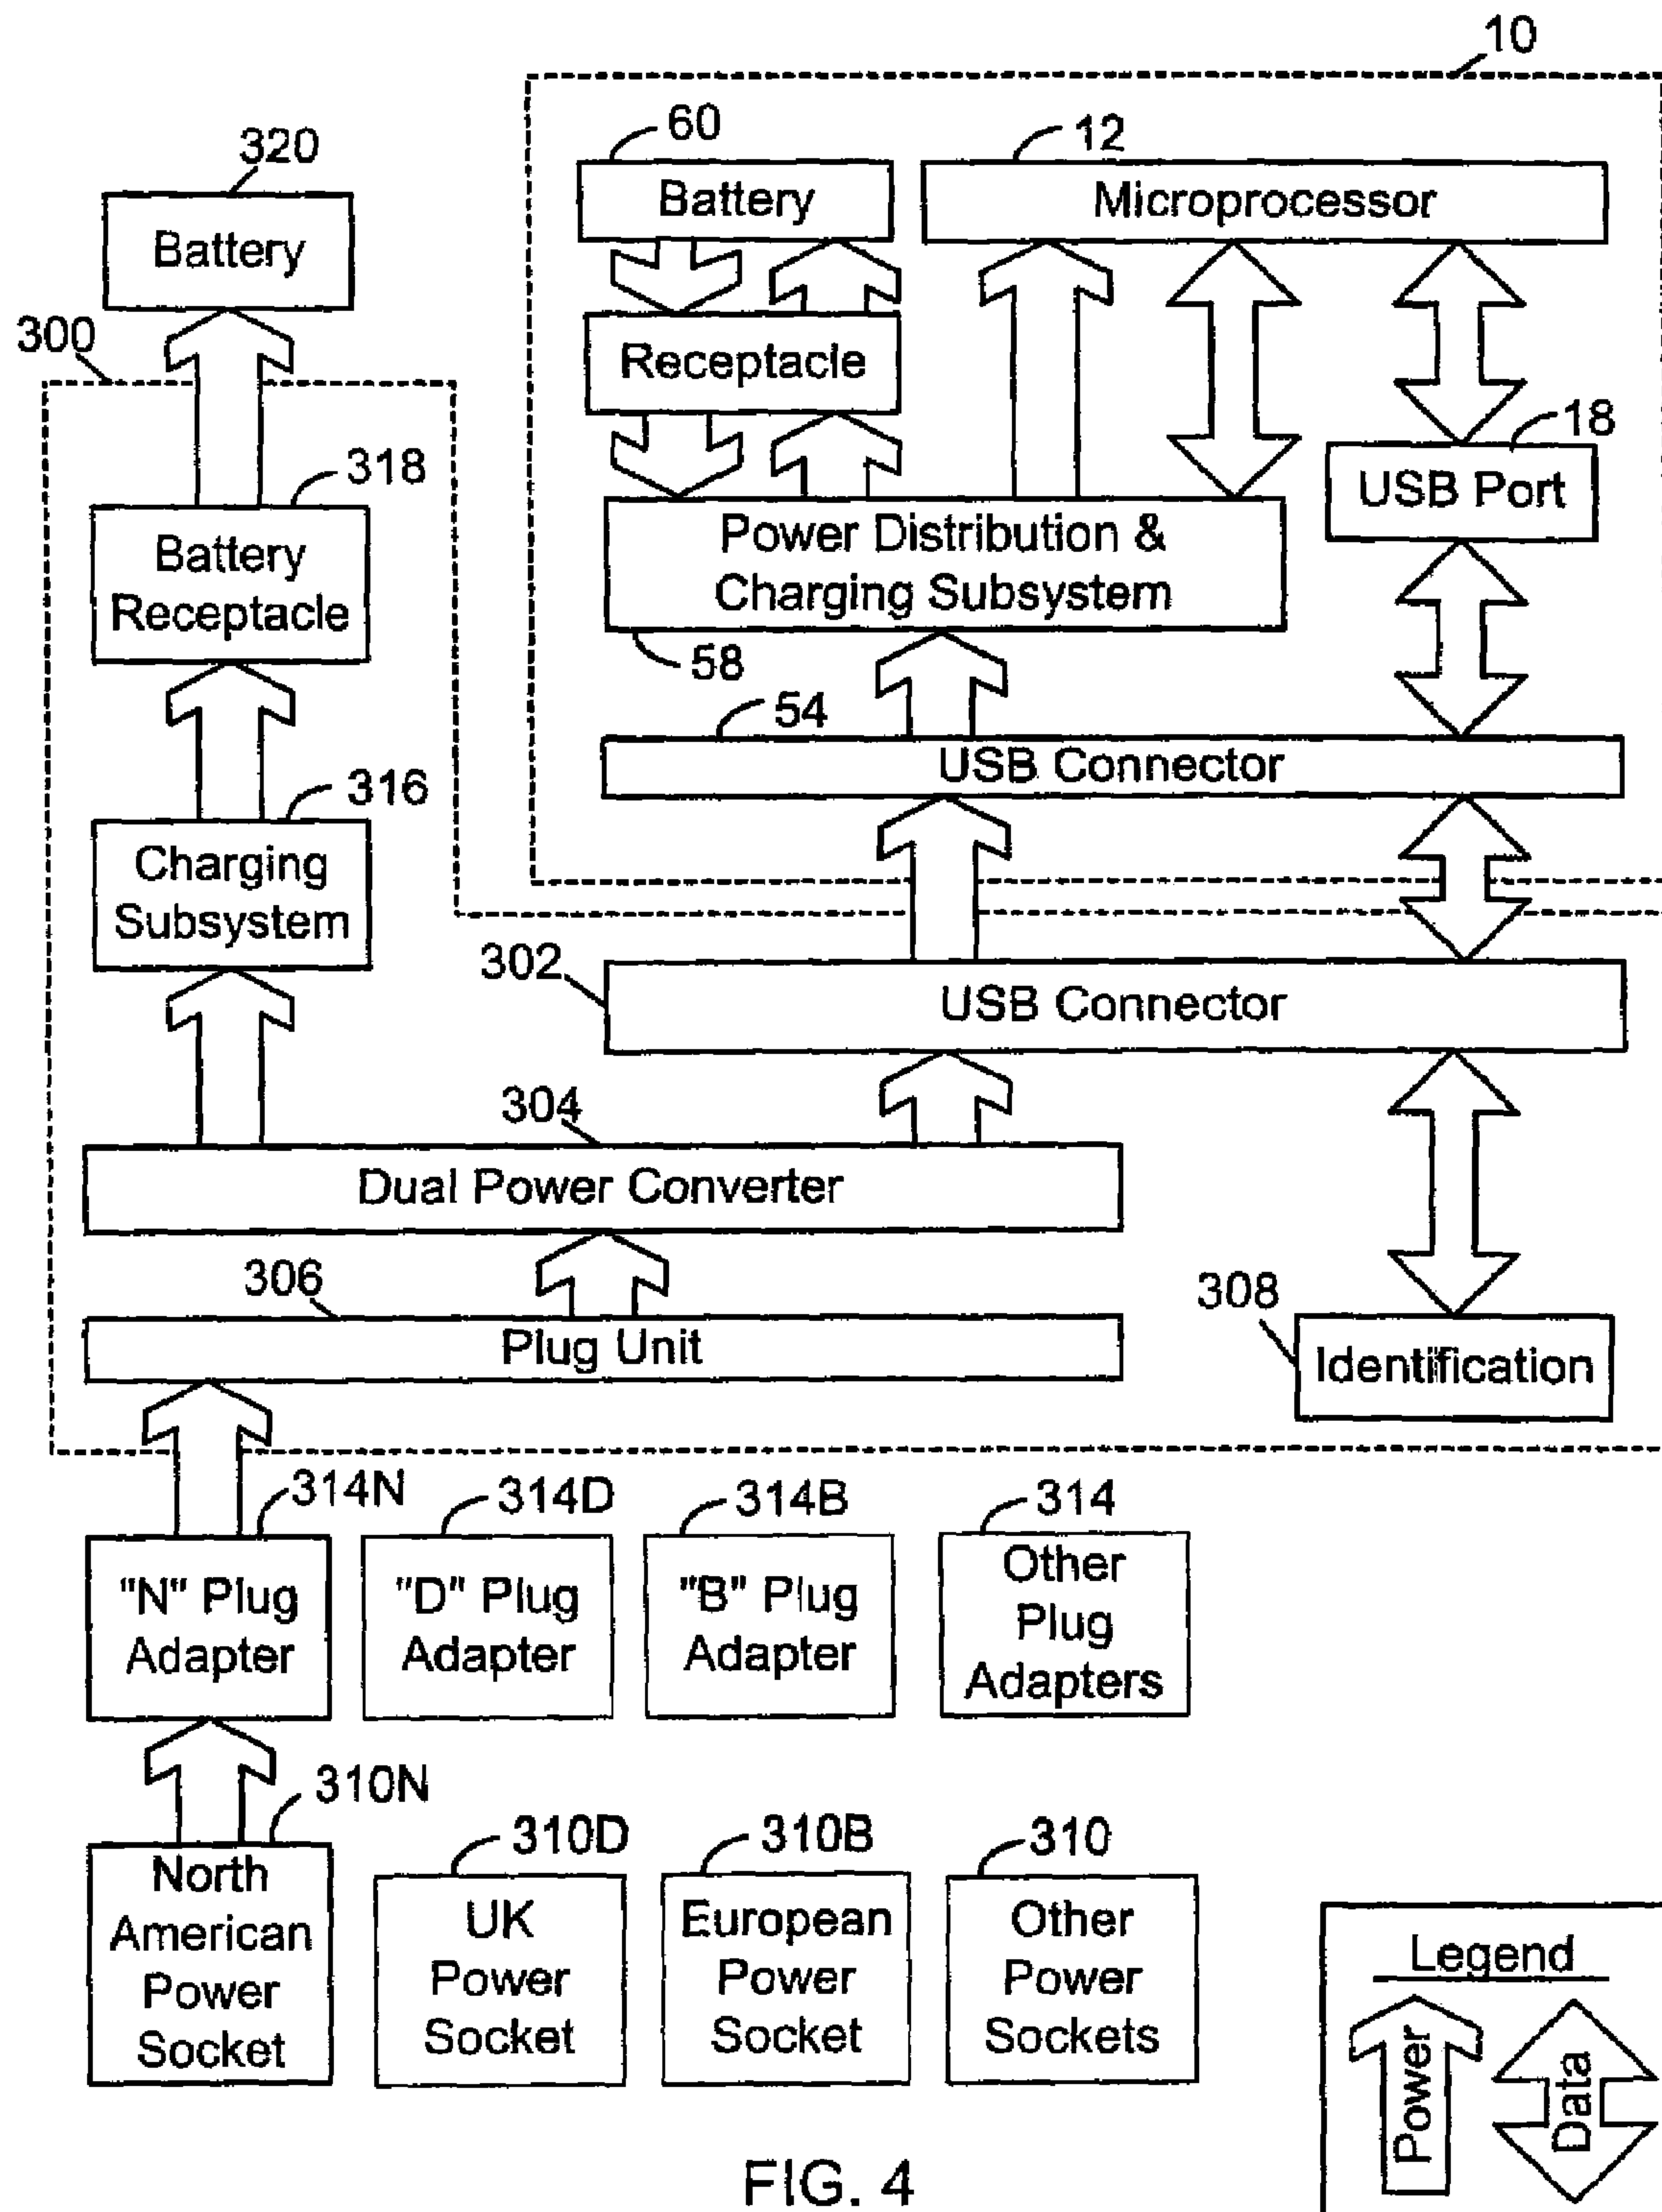 10
60
12
320
Battery
Microprocessor
Battery
300
Receptacle
318
18
USB Port
Battery
Receptacle
Power Distribution &
Charging Subsystem
58
54
USB Connector
316
Charging
Subsystem
302
USB Connector
304
Dual Power Converter
306
Plug Unit
308
Identification
314N
314D
314B
314
"N" Plug
Adapter
"D" Plug
Adapter
"B" Plug
Adapter
Other
Plug
Adapters
310N
310D
310B
310
North
American
Power
Socket
UK
Power
Socket
European
Power
Socket
Other
Power
Sockets
Legend
Power
Data
FIG. 4